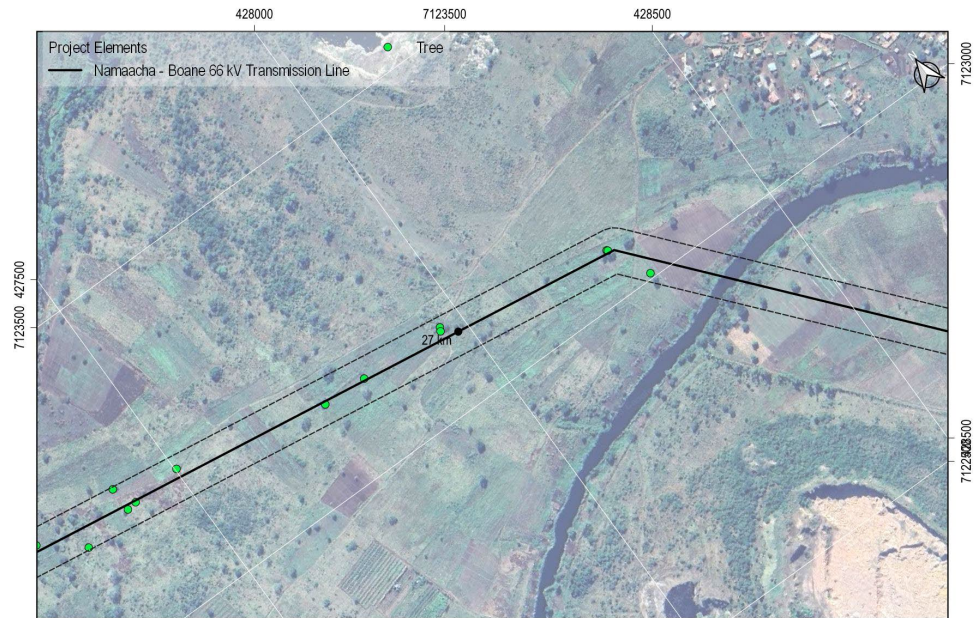 428000
7123500
428500
Project Elements
Tree
Namaacha - Boane 66 kV Transmission Line
7123000
427500
7123500
27 km